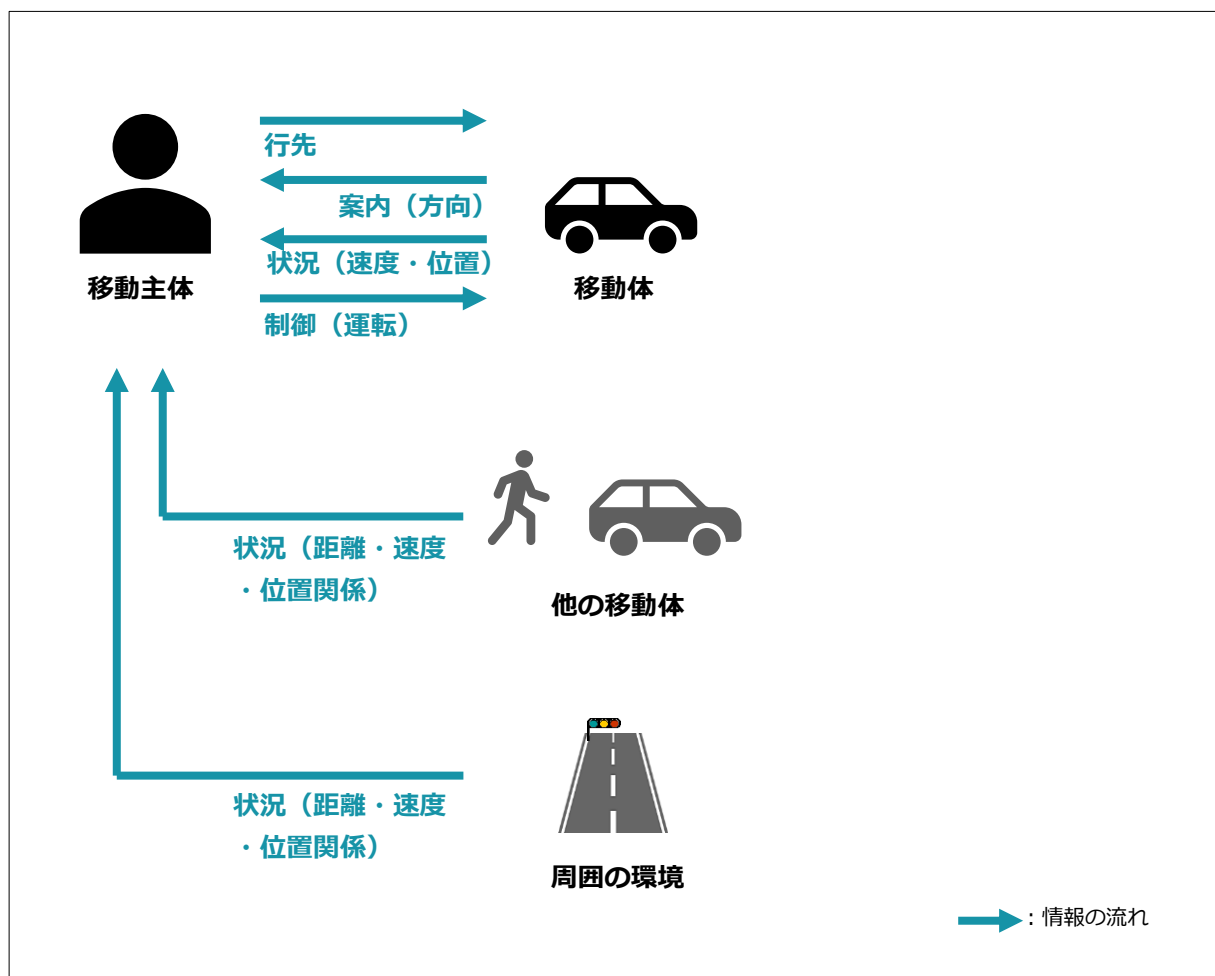 行先
案内（方向）
状況（速度・位置）
制御（運転）
移動主体
移動体
状況（距離・速度
・位置関係）
他の移動体
状況（距離・速度
・位置関係）
周囲の環境
：情報の流れ